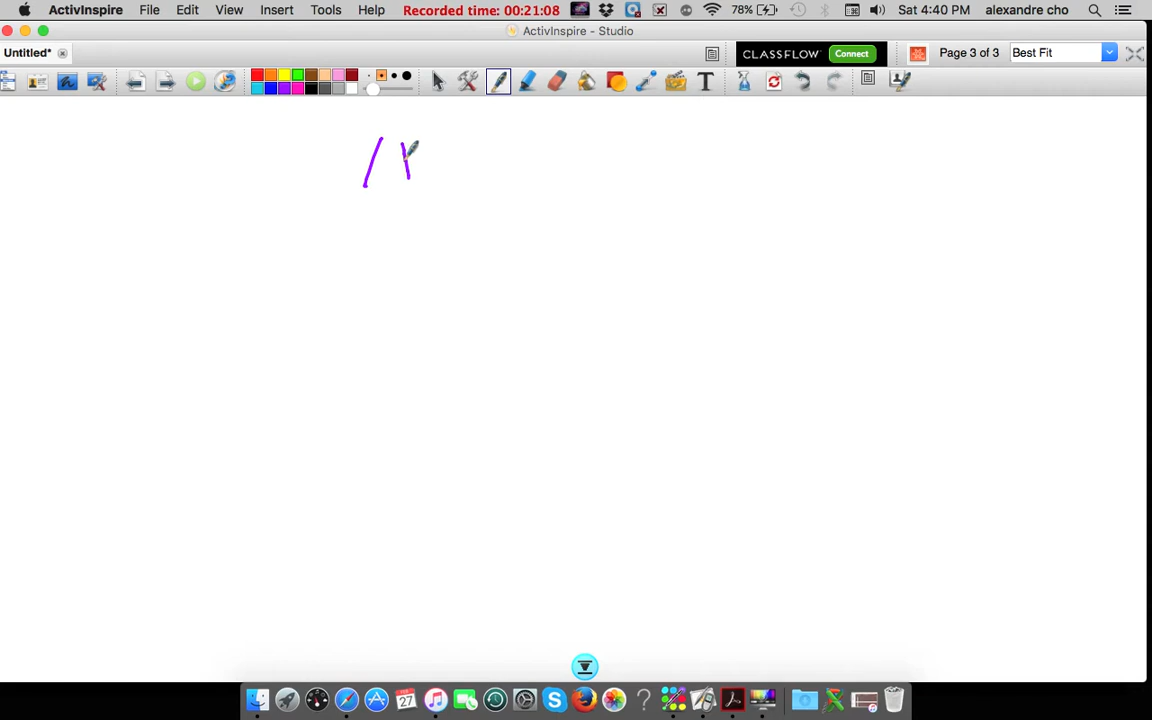 ActivInspire File Edit View Insert Tools Help Recorded time: 00:21:08 78% Sat 4:40 PM alexandre cho
ActivInspire - Studio
Untitled* CLASSFLOW Connect Page 3 of 3 Best Fit
T
27